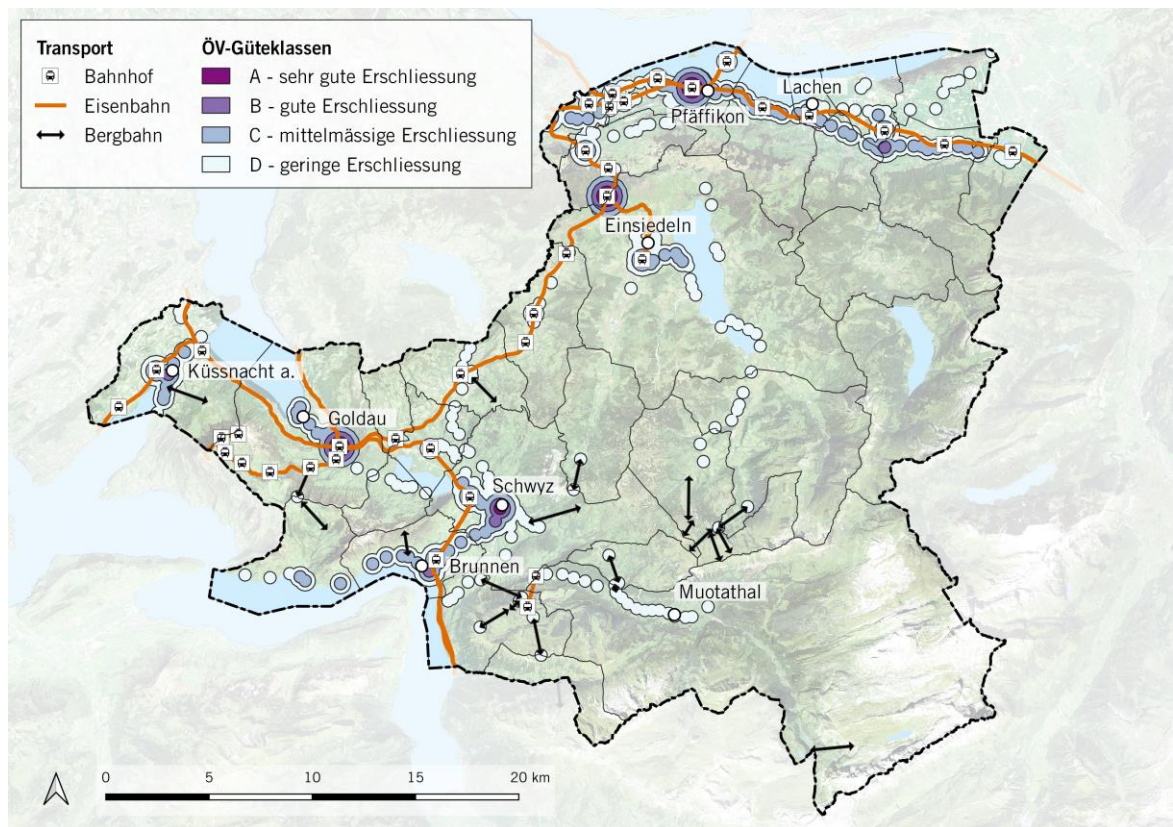 Transport
Bahnhof
Eisenbahn
Bergbahn
ÖV-Güteklassen
A - sehr gute Erschliessung
B - gute Erschliessung
C - mittelmässige Erschliessung
D - geringe Erschliessung
Lachen
Pfäffikon
Einsiedeln
Küssnacht a.
Goldau
Schwyz
Brunnen
Muotathal
0 5 10 15 20 km